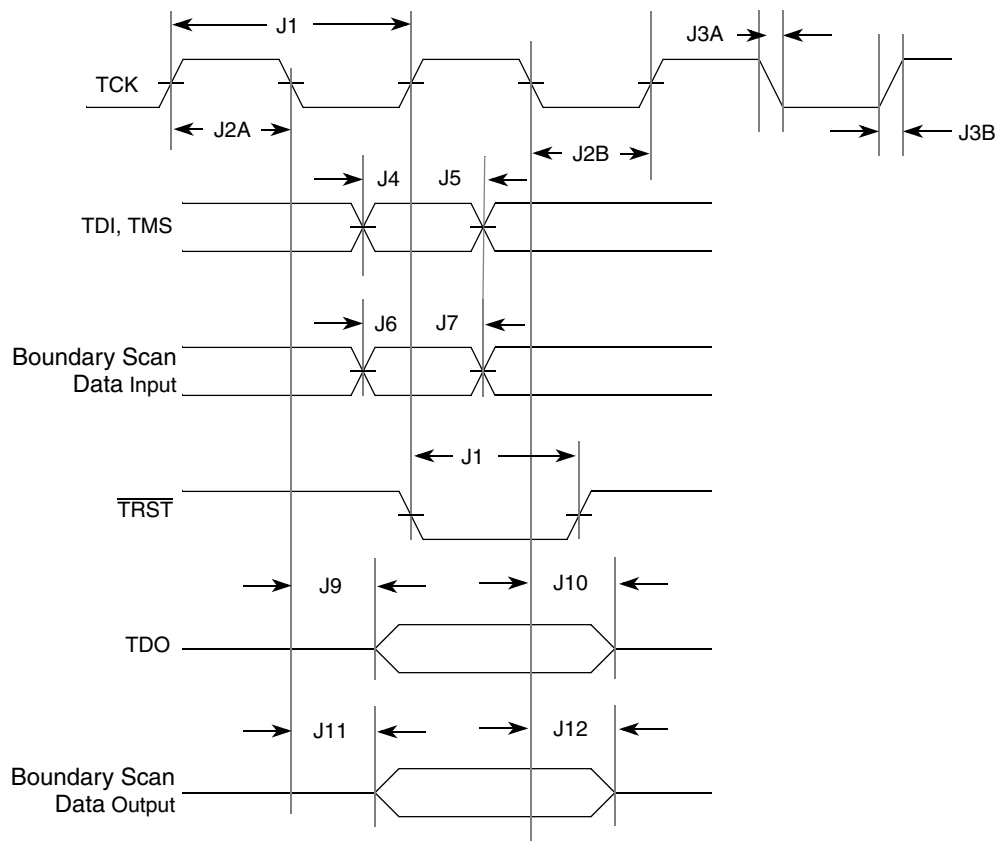 J1
J3A
TCK
J2A
J2B
J3B
J4
J5
TDI, TMS
J6
J7
Boundary Scan
Data Input
J1
TRST
J9
J10
TDO
J11
J12
Boundary Scan
Data Output